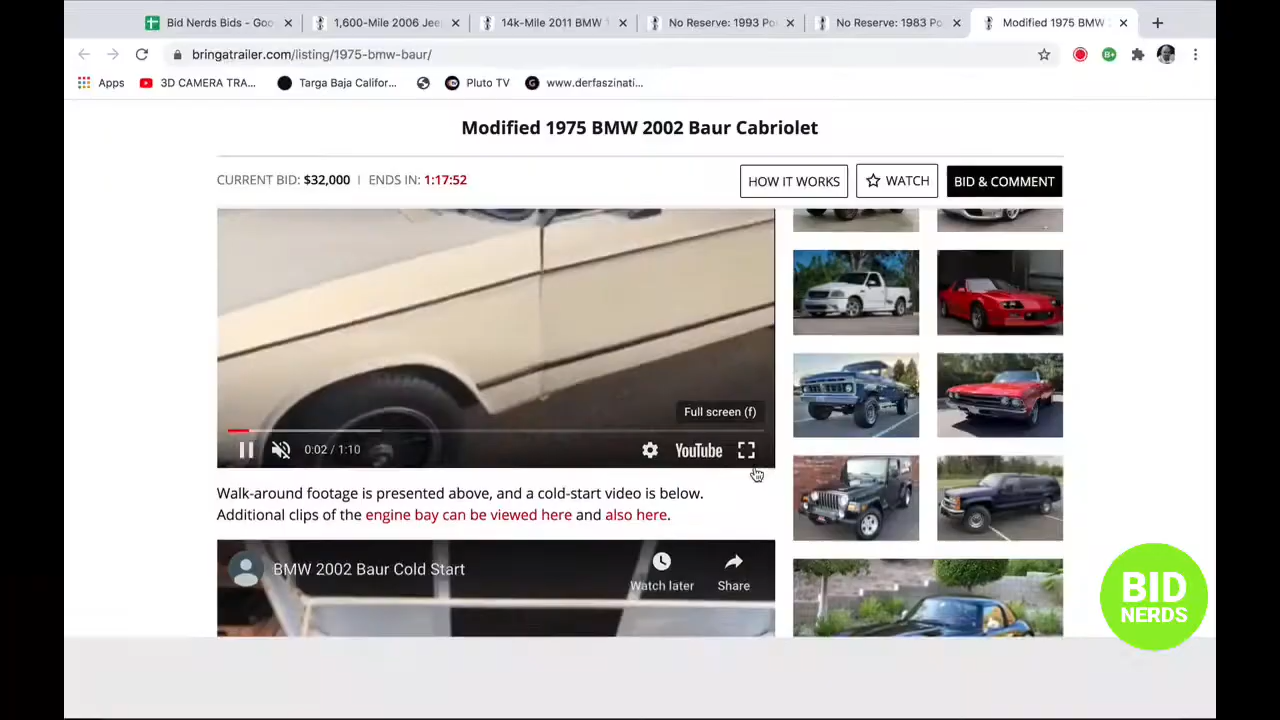 Bid Nerds Bids - Goo
1,600-Mile 2006 Jee
14k-Mile 2011 BMW
No Reserve: 1993 Po
No Reserve: 1983 Po
Modified 1975 BMW
bringatrailer.com/listing/1975-bmw-baur/
Apps
3D CAMERA TRA...
Targa Baja Califor...
Pluto TV
www.derfaszinati...
Modified 1975 BMW 2002 Baur Cabriolet
CURRENT BID: $32,000 | ENDS IN: 1:17:52
HOW IT WORKS
WATCH
BID & COMMENT
Full screen (f)
0:02 / 1:10
YouTube
Walk-around footage is presented above, and a cold-start video is below.
Additional clips of the engine bay can be viewed here and also here.
BMW 2002 Baur Cold Start
Watch later
Share
BID
NERDS